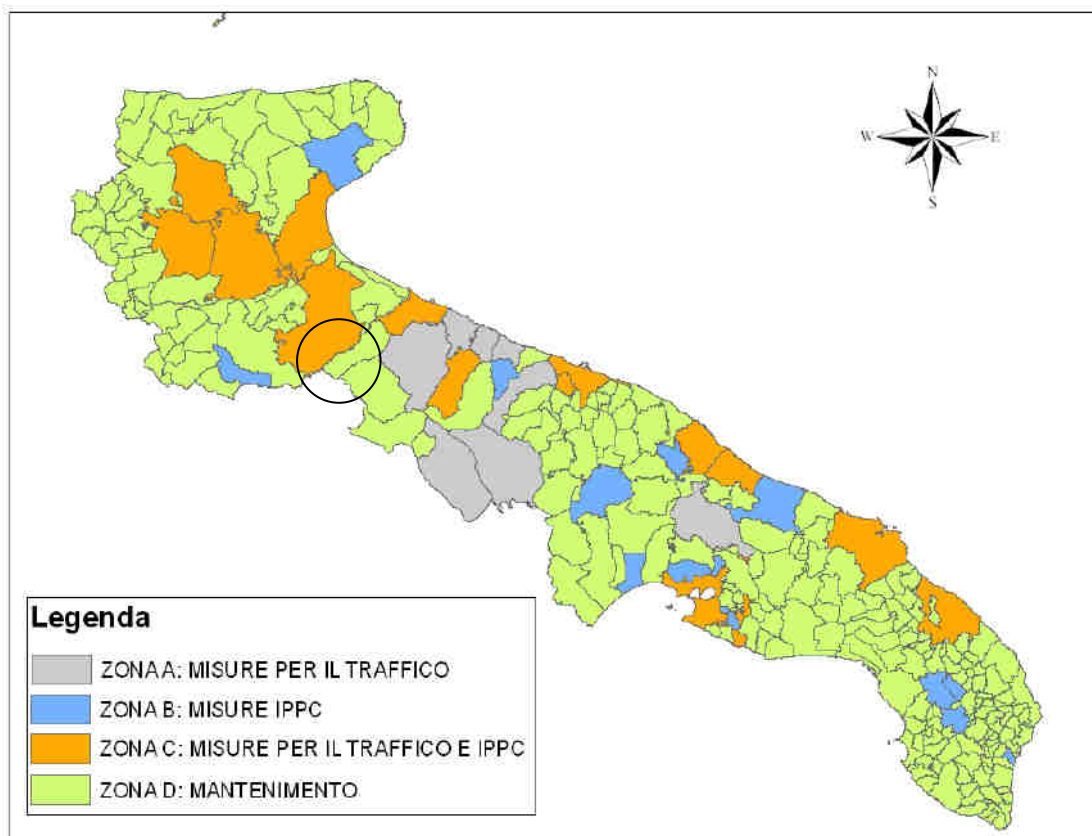 N
W
E
S
Legenda
ZONA A: MISURE PER IL TRAFFICO
ZONA B: MISURE IPPC
ZONA C: MISURE PER IL TRAFFICO E IPPC
ZONA D: MANTENIMENTO